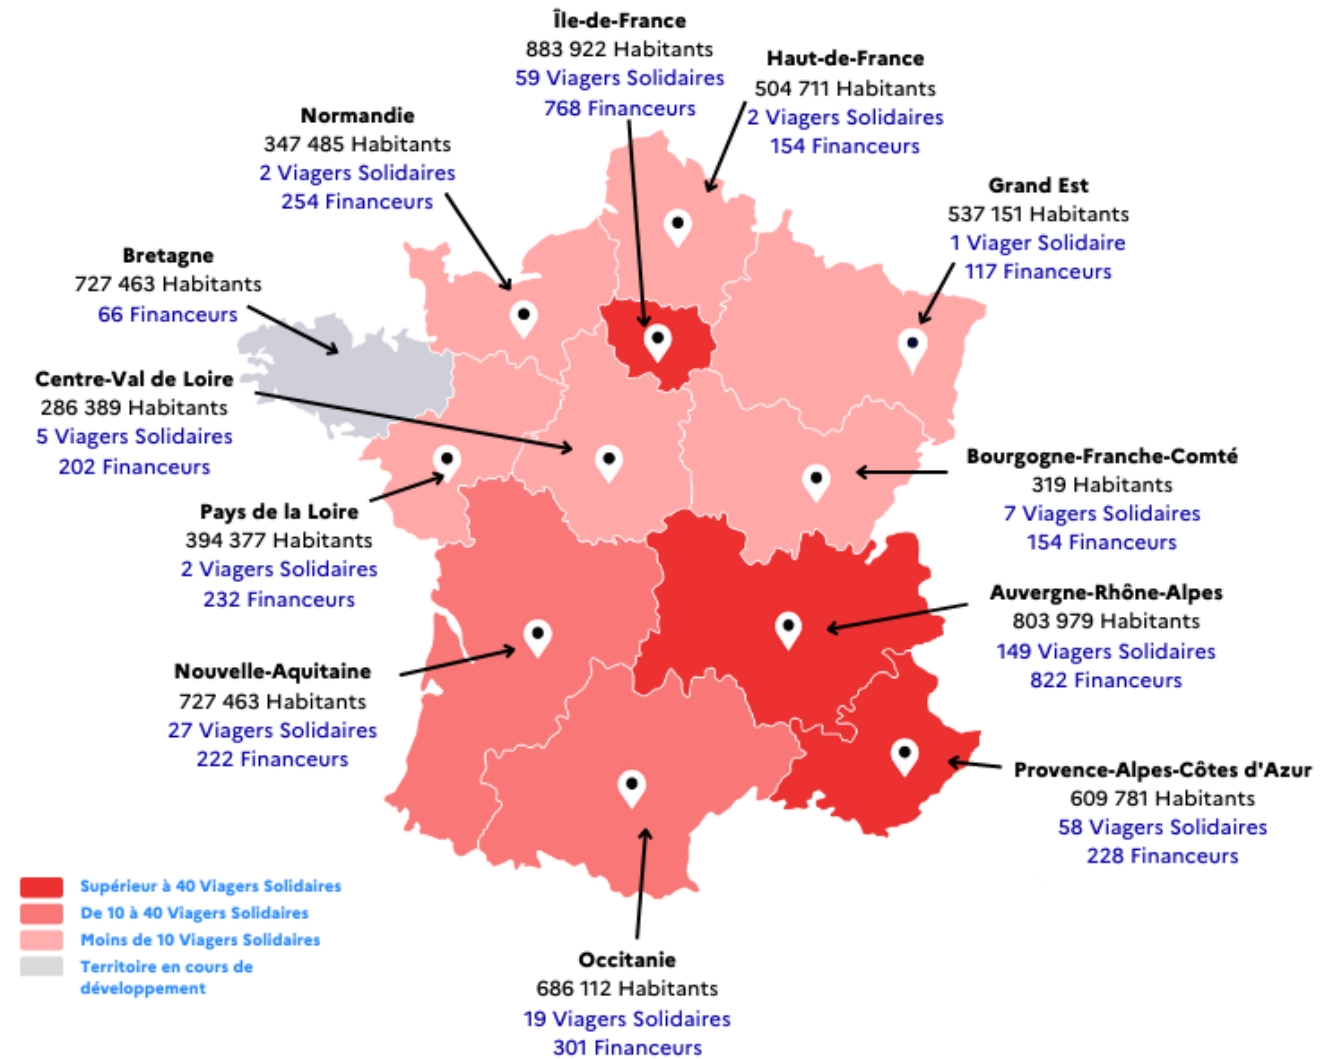 Île-de-France
883 922 Habitants
59 Viagers Solidaires
768 Financeurs
Haut-de-France
504 711 Habitants
2 Viagers Solidaires
154 Financeurs
Normandie
347 485 Habitants
2 Viagers Solidaires
254 Financeurs
Grand Est
537 151 Habitants
1 Viager Solidaire
117 Financeurs
Bretagne
727 463 Habitants
66 Financeurs
Centre-Val de Loire
286 389 Habitants
5 Viagers Solidaires
202 Financeurs
Bourgogne-Franche-Comté
319 Habitants
7 Viagers Solidaires
154 Financeurs
Pays de la Loire
394 377 Habitants
2 Viagers Solidaires
232 Financeurs
Auvergne-Rhône-Alpes
803 979 Habitants
149 Viagers Solidaires
822 Financeurs
Nouvelle-Aquitaine
727 463 Habitants
27 Viagers Solidaires
222 Financeurs
Provence-Alpes-Côtes d'Azur
609 781 Habitants
58 Viagers Solidaires
228 Financeurs
Supérieur à 40 Viagers Solidaires
De 10 à 40 Viagers Solidaires
Moins de 10 Viagers Solidaires
Territoire en cours de
développement
Occitanie
686 112 Habitants
19 Viagers Solidaires
301 Financeurs